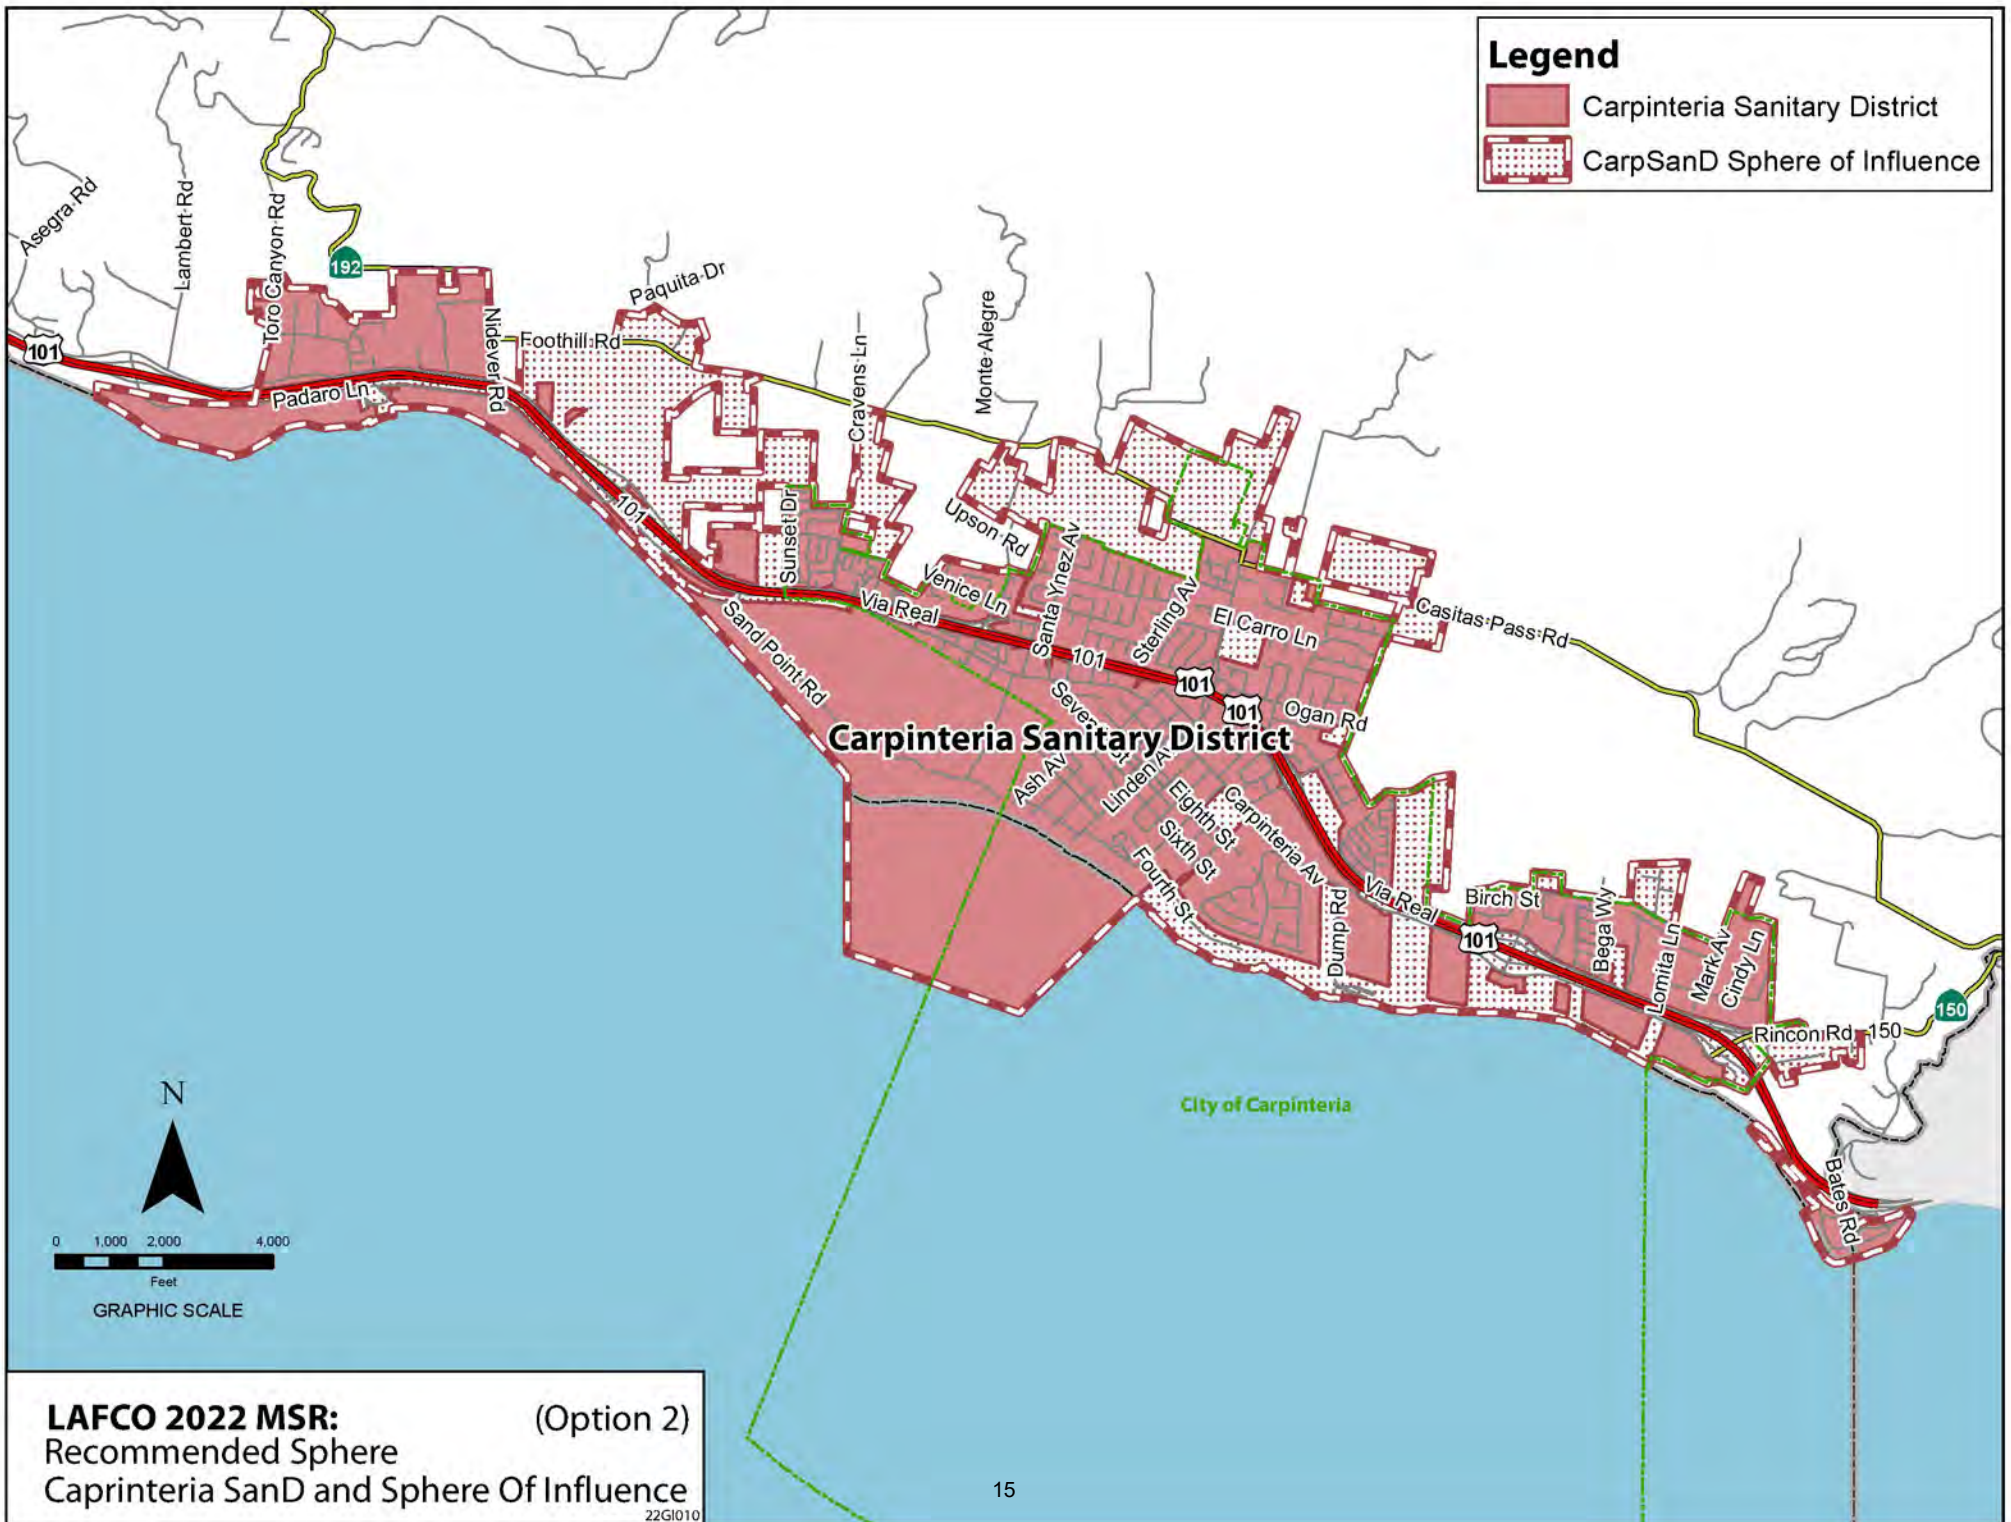 Legend
Carpinteria Sanitary District
CarpSanD Sphere of Influence
Asegra Rd
Lambert Rd
Toro Canyon Rd
192
Paquita Dr
Nidever Rd
Foothill Rd
101
Padaro Ln
Cravens Ln
Monte Alegre
101
Sunset Dr
Upson Rd
Venice Ln
Santa Ynez Av
Via Real
Sterling Av
El Carro Ln
Casitas Pass Rd
Sand Point Rd
101
101
101
Ogan Rd
Carpinteria Sanitary District
Ash Av
Linden Av
Eighth St
Carpinteria Av
Sixth St
Fourth St
Via Real
Dump Rd
Birch St
101
Bega Wy
Lomita Ln
Mark Av
Cindy Ln
Rincon Rd
150
150
Bates Rd
City of Carpinteria
N
0 1,000 2,000 4,000
Feet
GRAPHIC SCALE
LAFCO 2022 MSR: (Option 2)
Recommended Sphere
Caprinteria SanD and Sphere Of Influence
22GI010
15